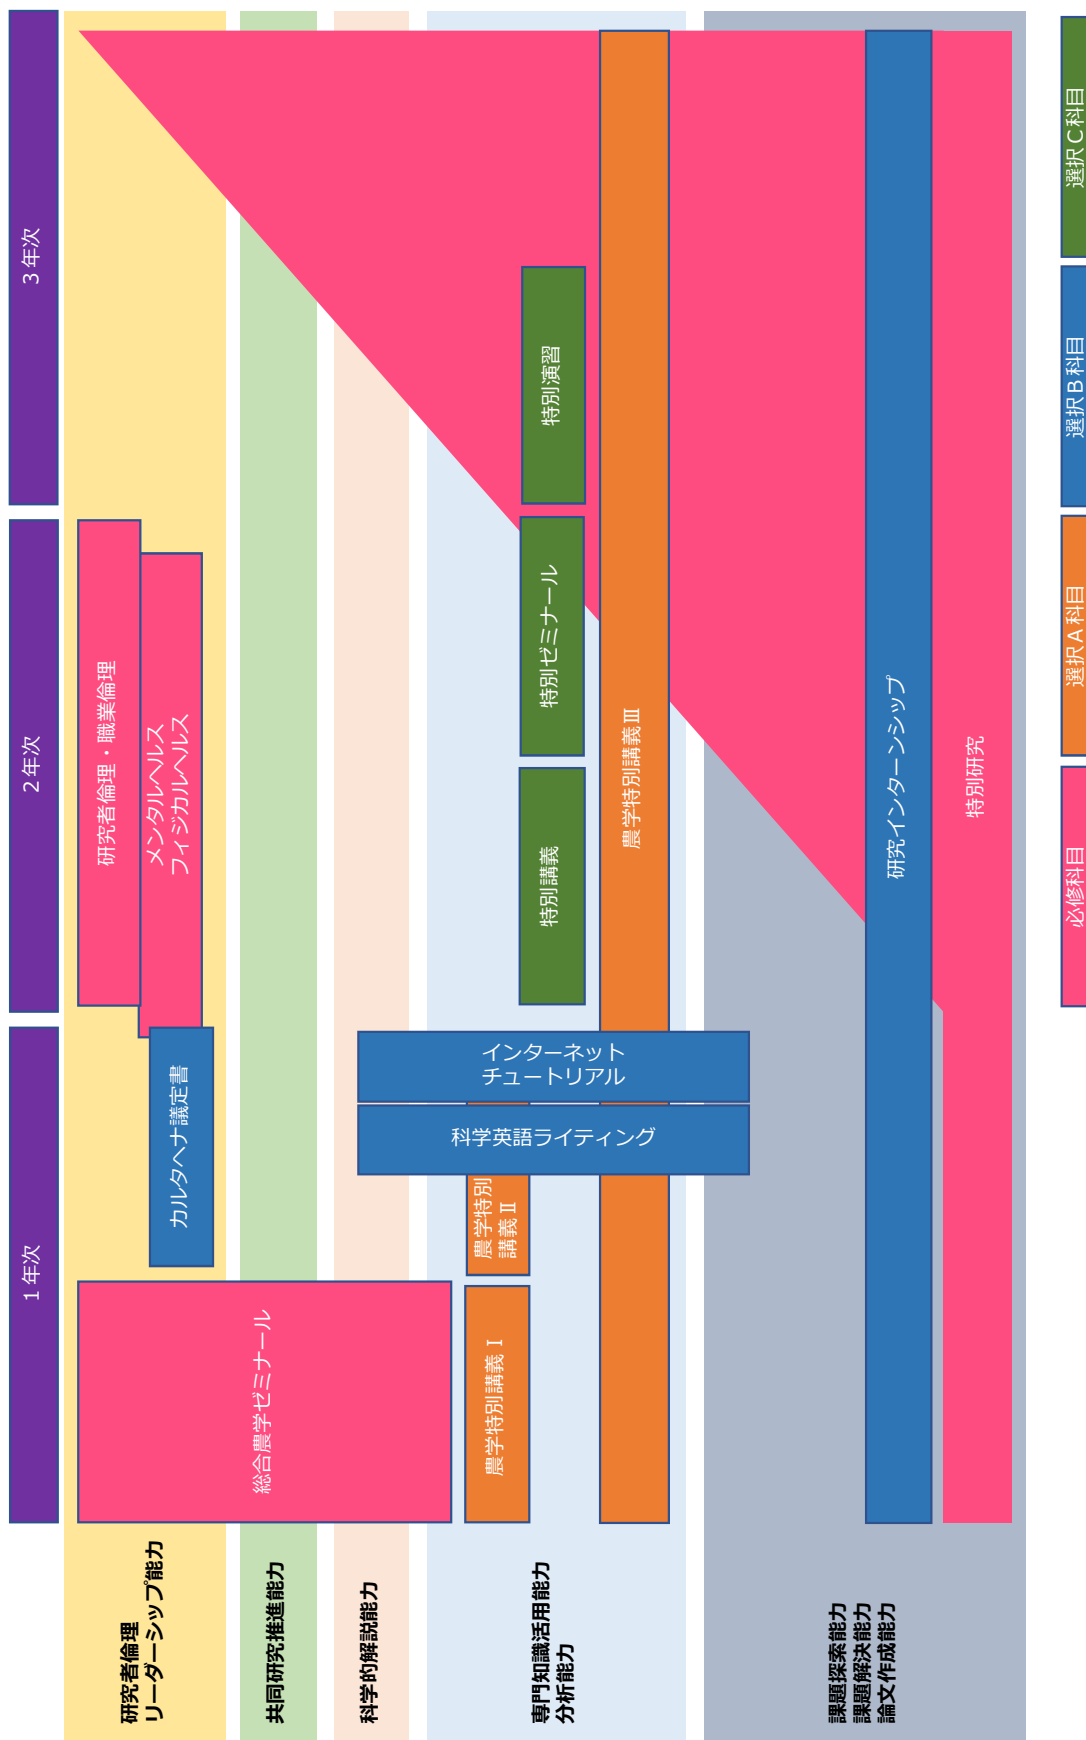 1年次
2年次
3年次
研究者倫理
リーダーシップ能力
共同研究推進能力
科学的解説能力
専門知識活用能力
分析能力
課題探索能力
課題解決能力
論文作成能力
総合農学ゼミナール
カルタヘナ議定書
研究者倫理・職業倫理
メンタルヘルス
フィジカルヘルス
農学特別講義Ⅰ
農学特別
講義Ⅱ
科学英語ライティング
インターネット
チュートリアル
特別講義
特別ゼミナール
特別演習
農学特別講義Ⅲ
研究インターンシップ
特別研究
必修科目
選択A科目
選択B科目
選択C科目